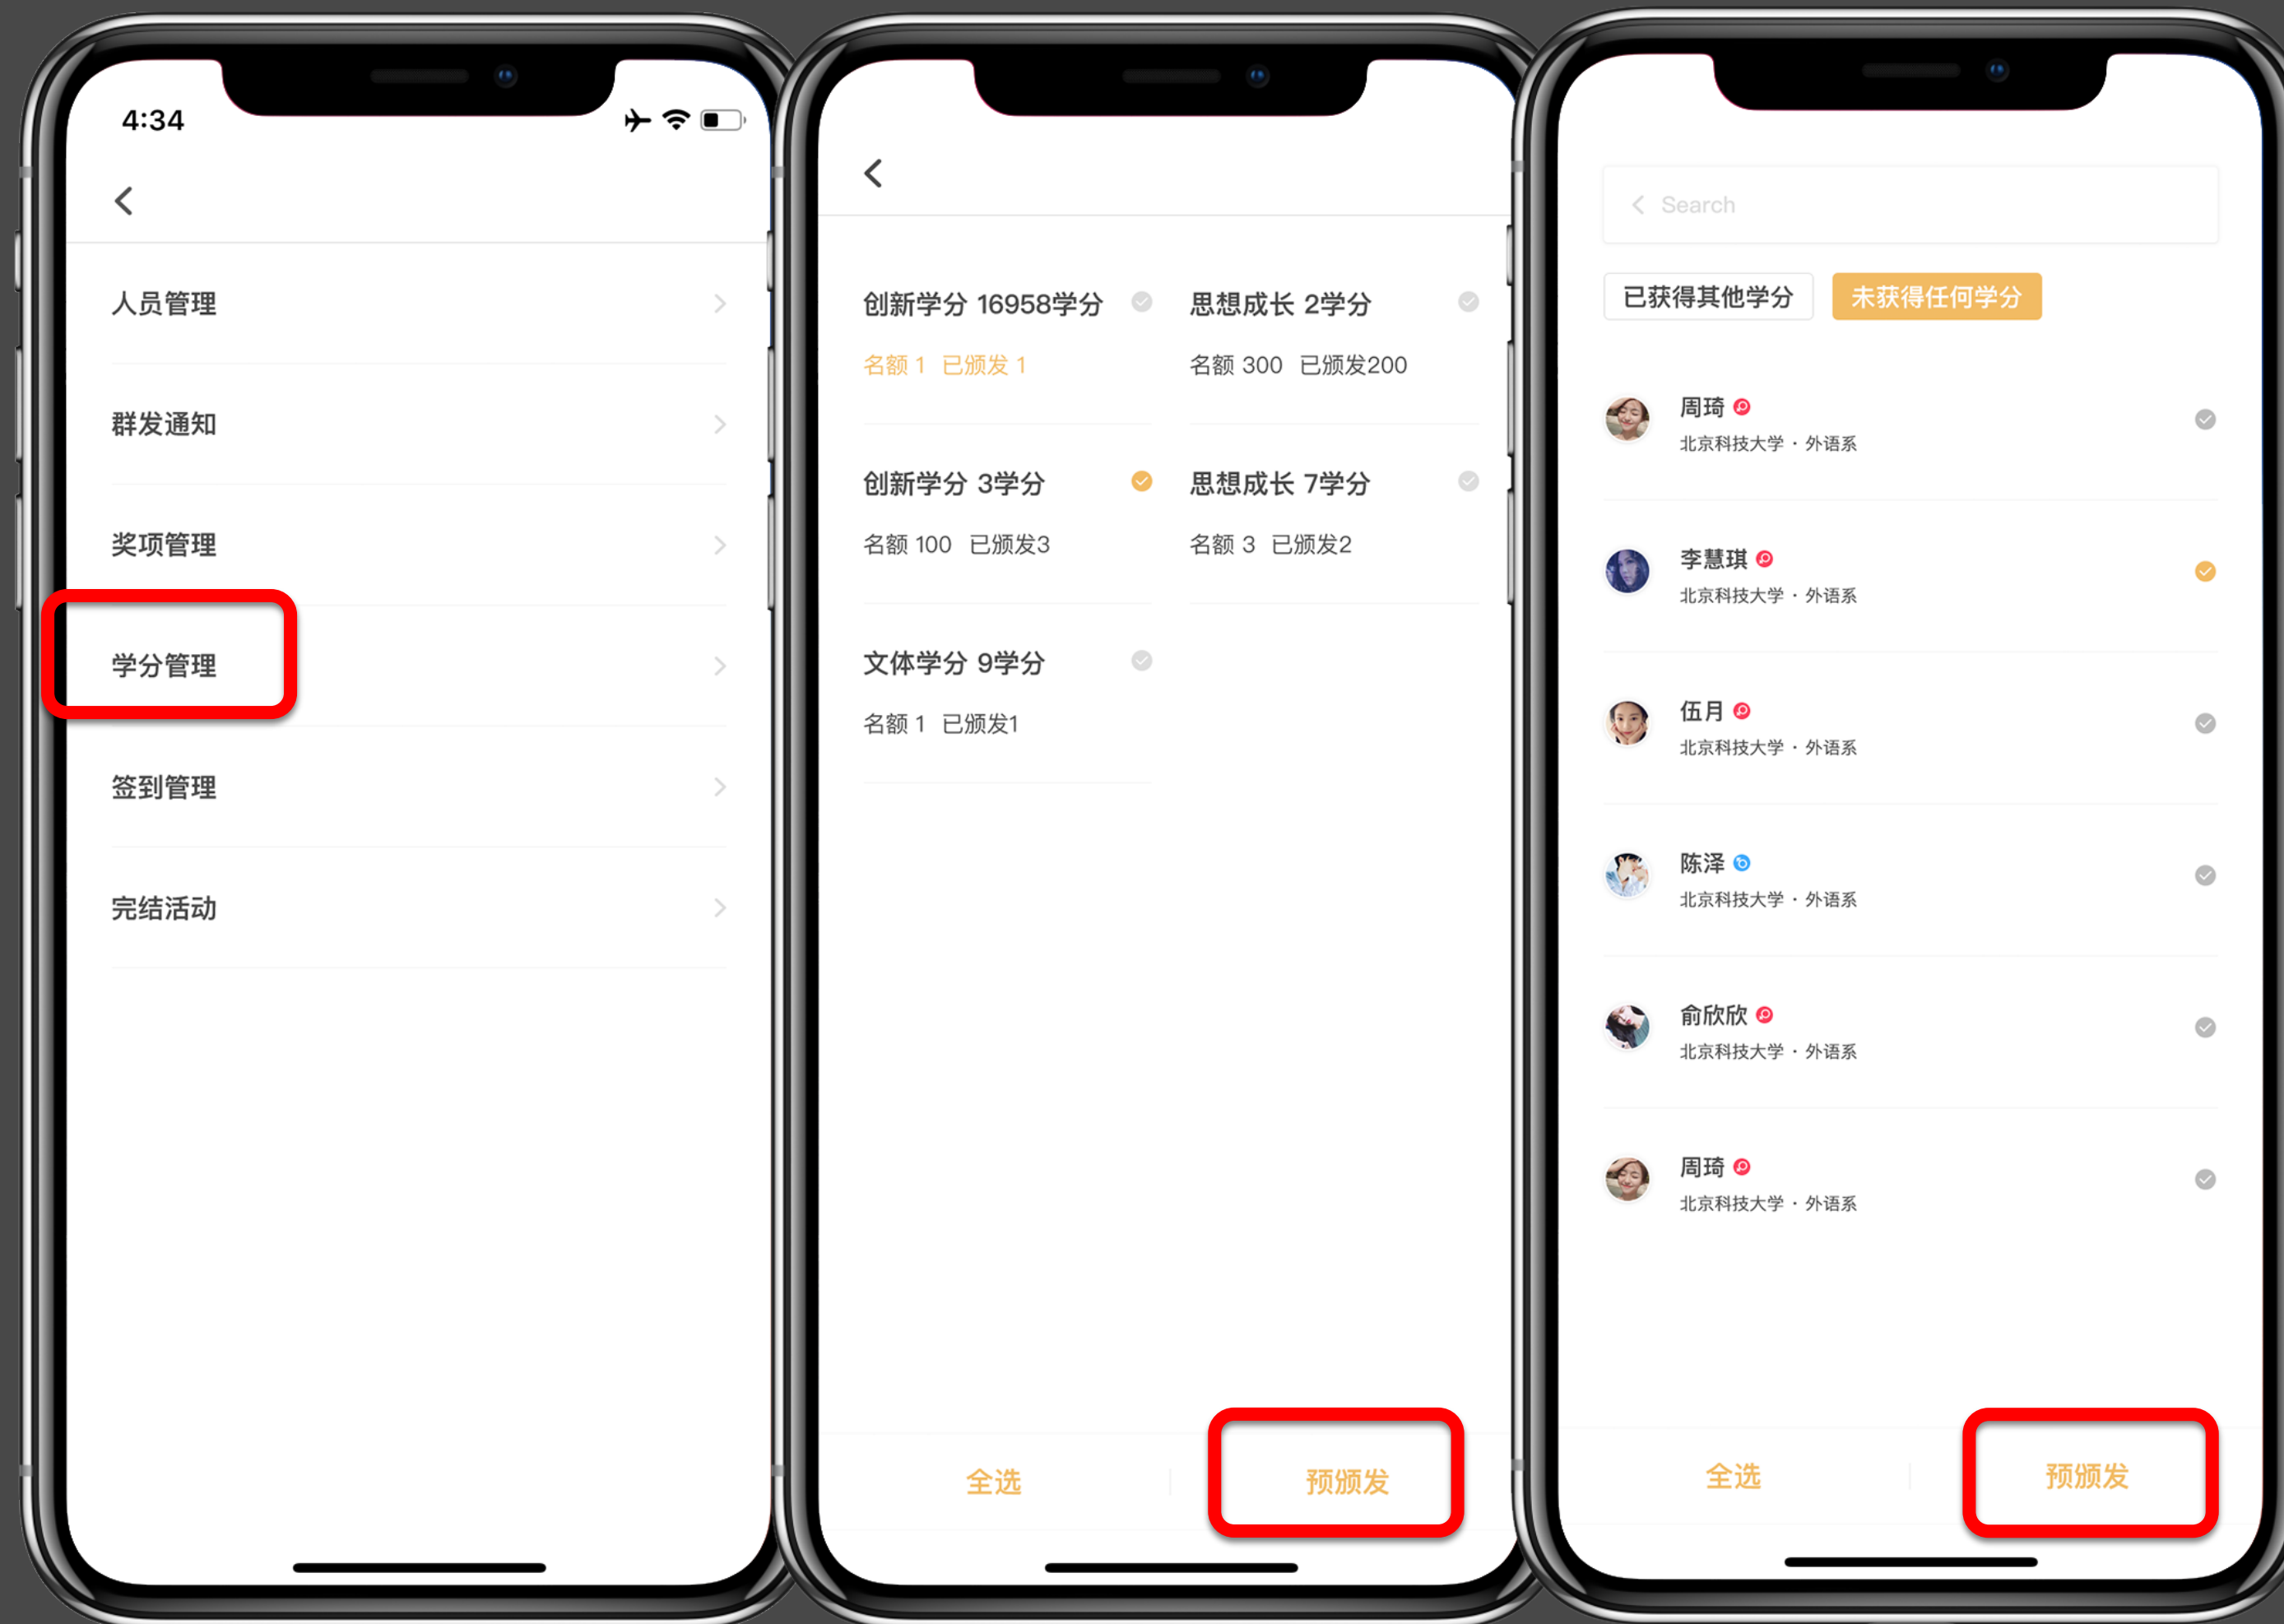 4:34
人员管理
群发通知
奖项管理
学分管理
签到管理
完结活动
创新学分 16958学分
名额 1 已颁发 1
思想成长 2学分
名额 300 已颁发200
创新学分 3学分
名额 100 已颁发3
思想成长 7学分
名额 3 已颁发2
文体学分 9学分
名额 1 已颁发1
全选
预颁发
Search
已获得其他学分 未获得任何学分
周琦
北京科技大学 · 外语系
李慧琪
北京科技大学 · 外语系
伍月
北京科技大学 · 外语系
陈泽
北京科技大学 · 外语系
俞欣欣
北京科技大学 · 外语系
周琦
北京科技大学 · 外语系
全选
预颁发